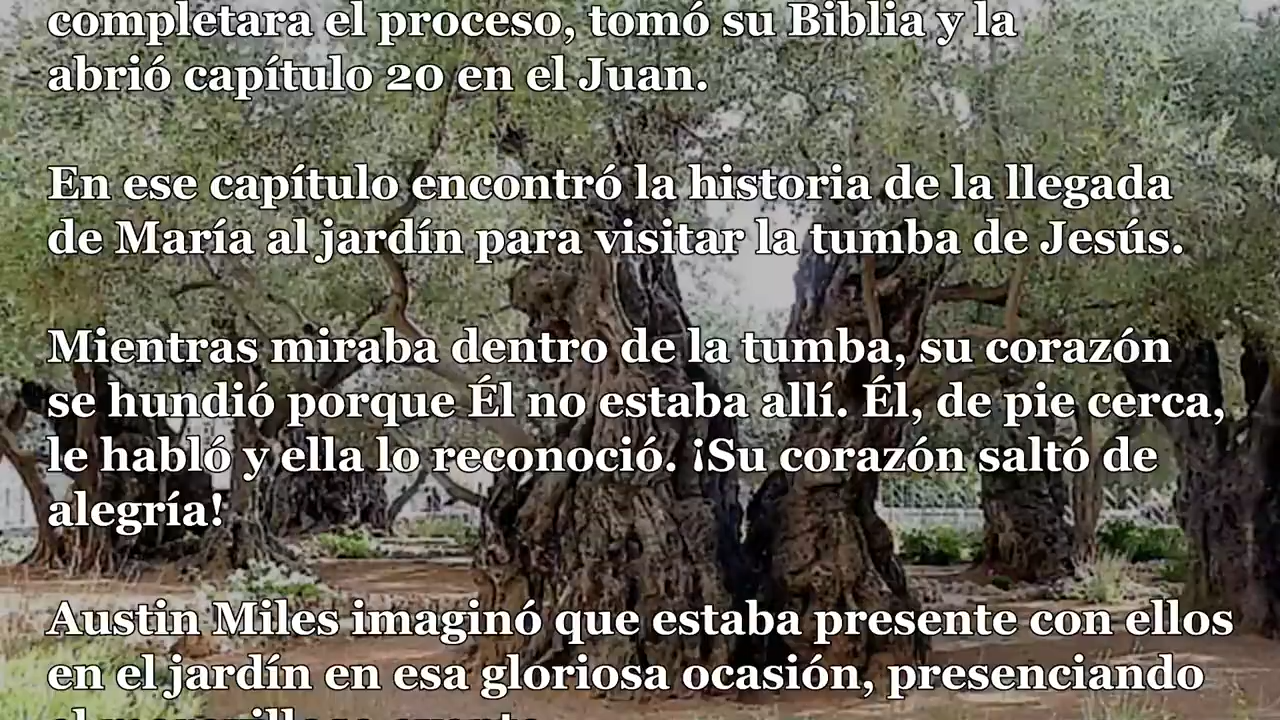 completara el proceso, tomó su Biblia y la
abrió capítulo 20 en el Juan.
En ese capítulo encontró la historia de la llegada
de María al jardín para visitar la tumba de Jesús.
Mientras miraba dentro de la tumba, su corazón
se hundió porque Él no estaba allí. Él, de pie cerca,
le habló y ella lo reconoció. ¡Su corazón saltó de
alegría!
Austin Miles imaginó que estaba presente con ellos
en el jardín en esa gloriosa ocasión, presenciando